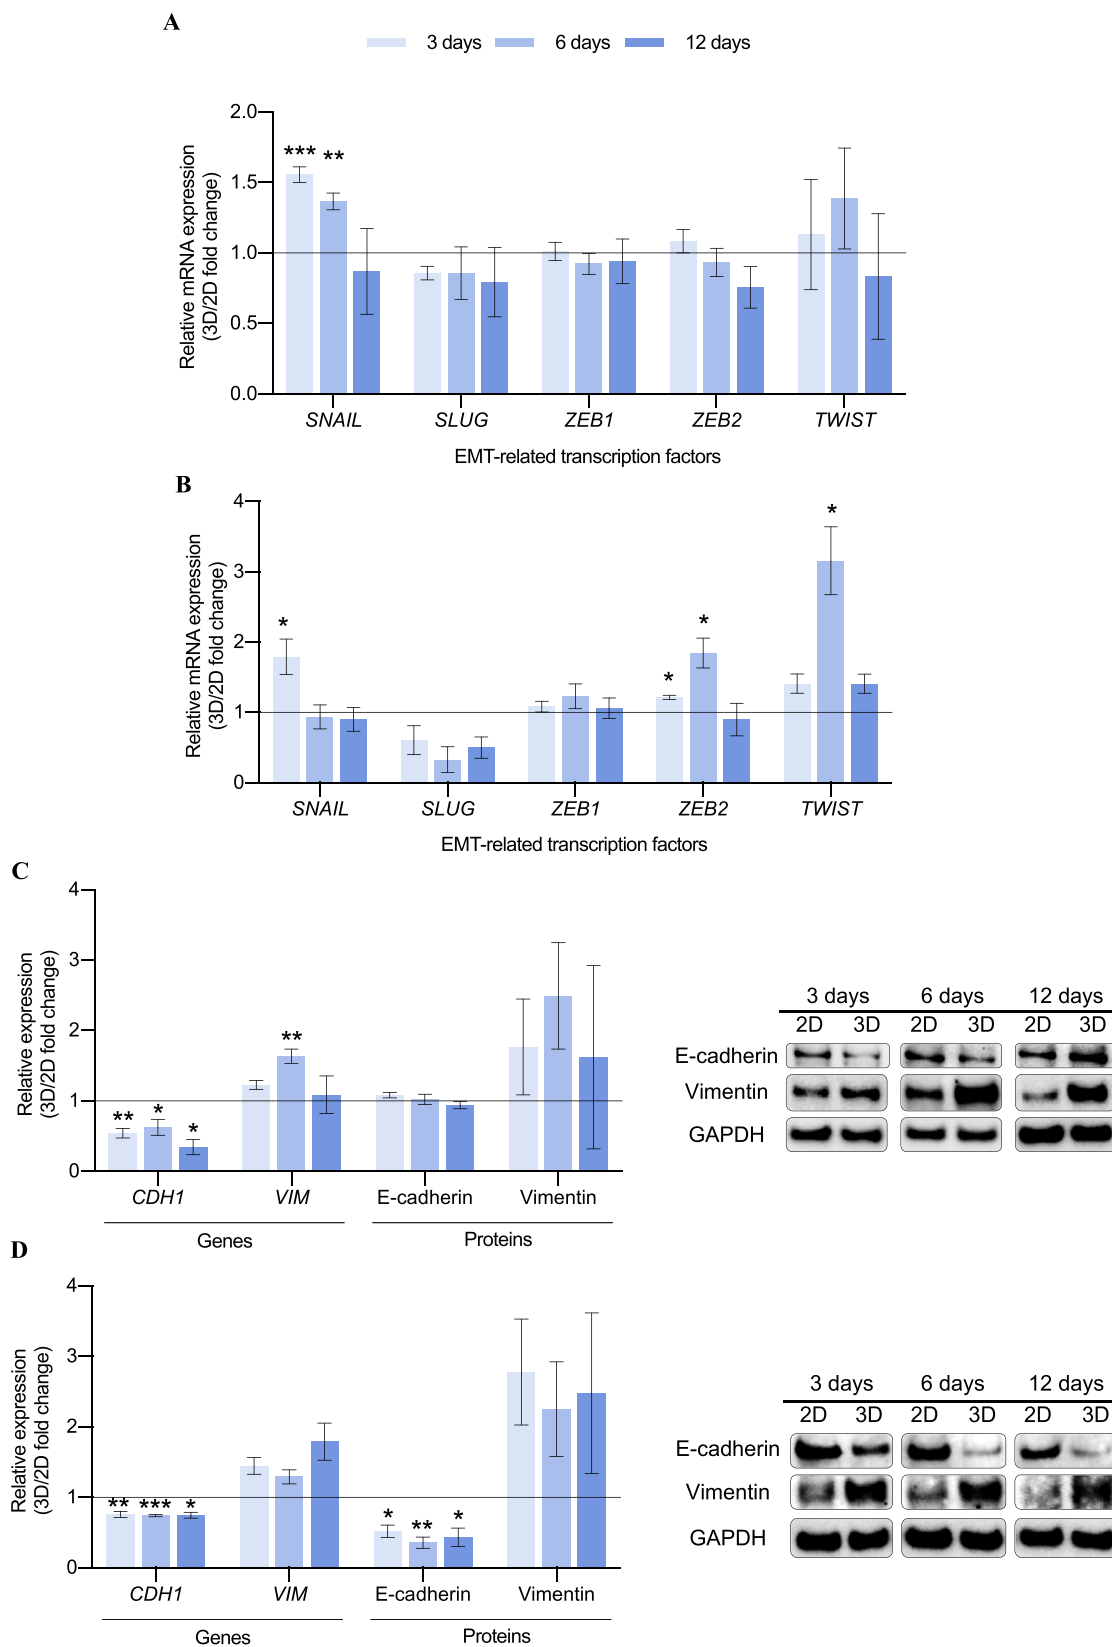 A
3 days 6 days 12 days
Relative mRNA expression
(3D/2D fold change)
2.0
1.5
1.0
0.5
0.0
*** **
SNAIL SLUG ZEB1 ZEB2 TWIST
EMT-related transcription factors
B
Relative mRNA expression
(3D/2D fold change)
4
3
2
1
0
* * * *
SNAIL SLUG ZEB1 ZEB2 TWIST
EMT-related transcription factors
C
Relative expression
(3D/2D fold change)
4
3
2
1
0
** * * **
CDH1 VIM E-cadherin Vimentin
Genes Proteins
3 days 6 days 12 days
2D 3D 2D 3D 2D 3D
E-cadherin
Vimentin
GAPDH
D
Relative expression
(3D/2D fold change)
4
3
2
1
0
** *** * * ** *
CDH1 VIM E-cadherin Vimentin
Genes Proteins
3 days 6 days 12 days
2D 3D 2D 3D 2D 3D
E-cadherin
Vimentin
GAPDH